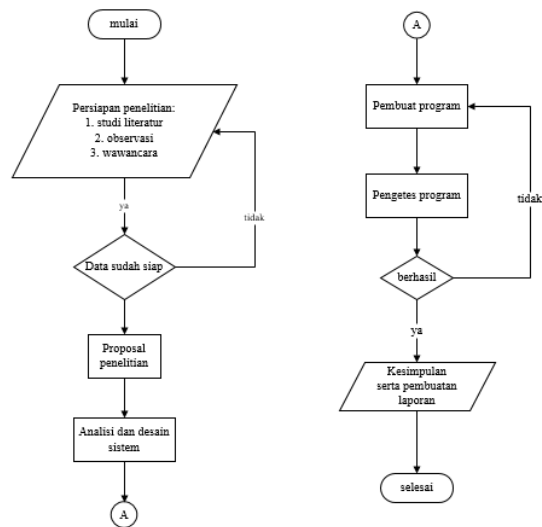 mulai
Persiapan penelitian:
1. studi literatur
2. observasi
3. wawancara
ya
tidak
Data sudah siap
Proposal
penelitian
Analisi dan desain
sistem
A
A
Pembuat program
Pengetes program
tidak
berhasil
ya
Kesimpulan
serta pembuatan
laporan
selesai